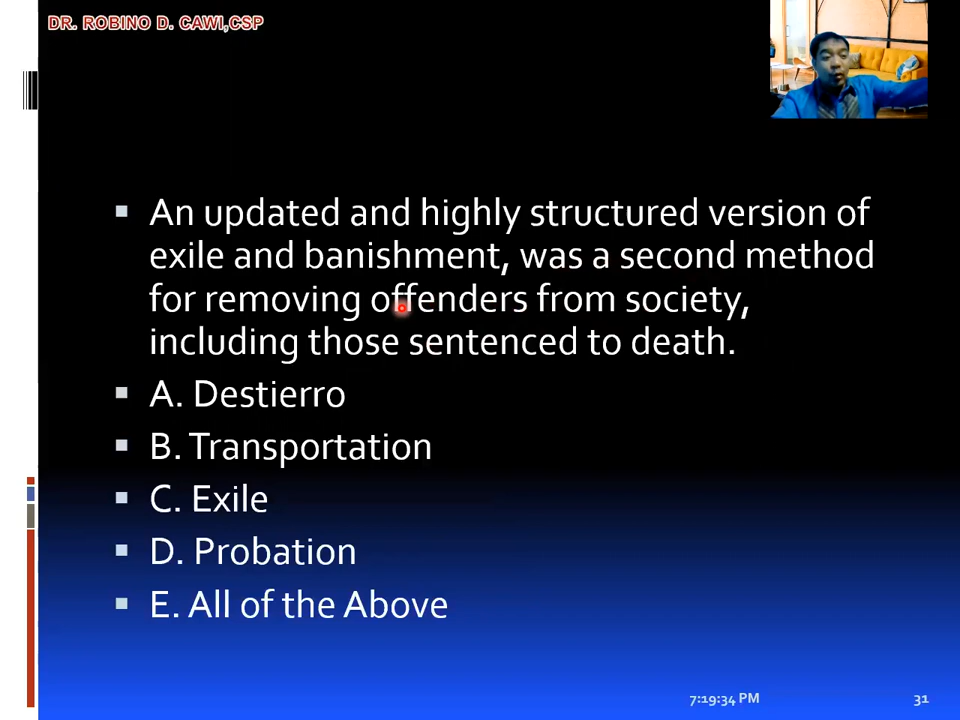 DR. ROBINO D. CAWI,CSP
An updated and highly structured version of
exile and banishment, was a second method
for removing offenders from society,
including those sentenced to death.
A. Destierro
B. Transportation
C. Exile
D. Probation
E. All of the Above
7:19:34 PM
31